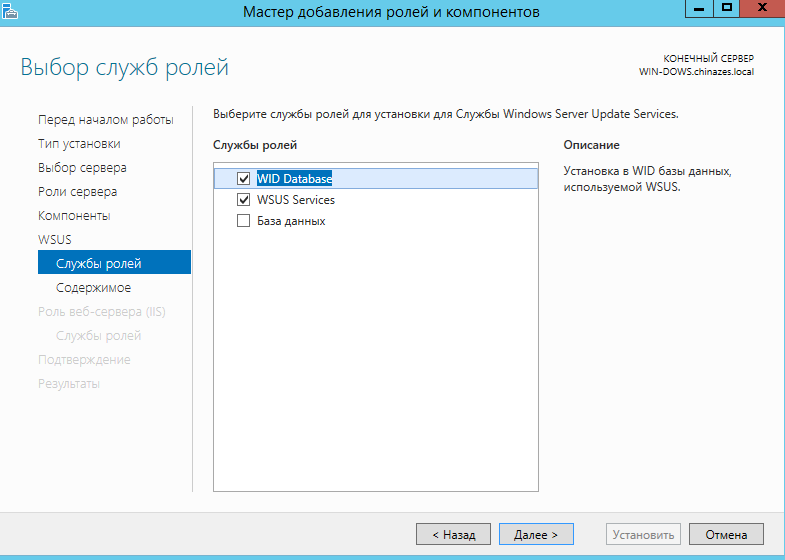 Мастер добавления ролей и компонентов
Выбор служб ролей
КОНЕЧНЫЙ СЕРВЕР
WIN-DOWS.chinazes.local
Перед началом работы
Тип установки
Выбор сервера
Роли сервера
Компоненты
WSUS
Службы ролей
Содержимое
Роль веб-сервера (IIS)
Службы ролей
Подтверждение
Результаты
Выберите службы ролей для установки для Службы Windows Server Update Services.
Службы ролей
WID Database
WSUS Services
База данных
Описание
Установка в WID базы данных,
используемой WSUS.
< Назад
Далее >
Установить
Отмена